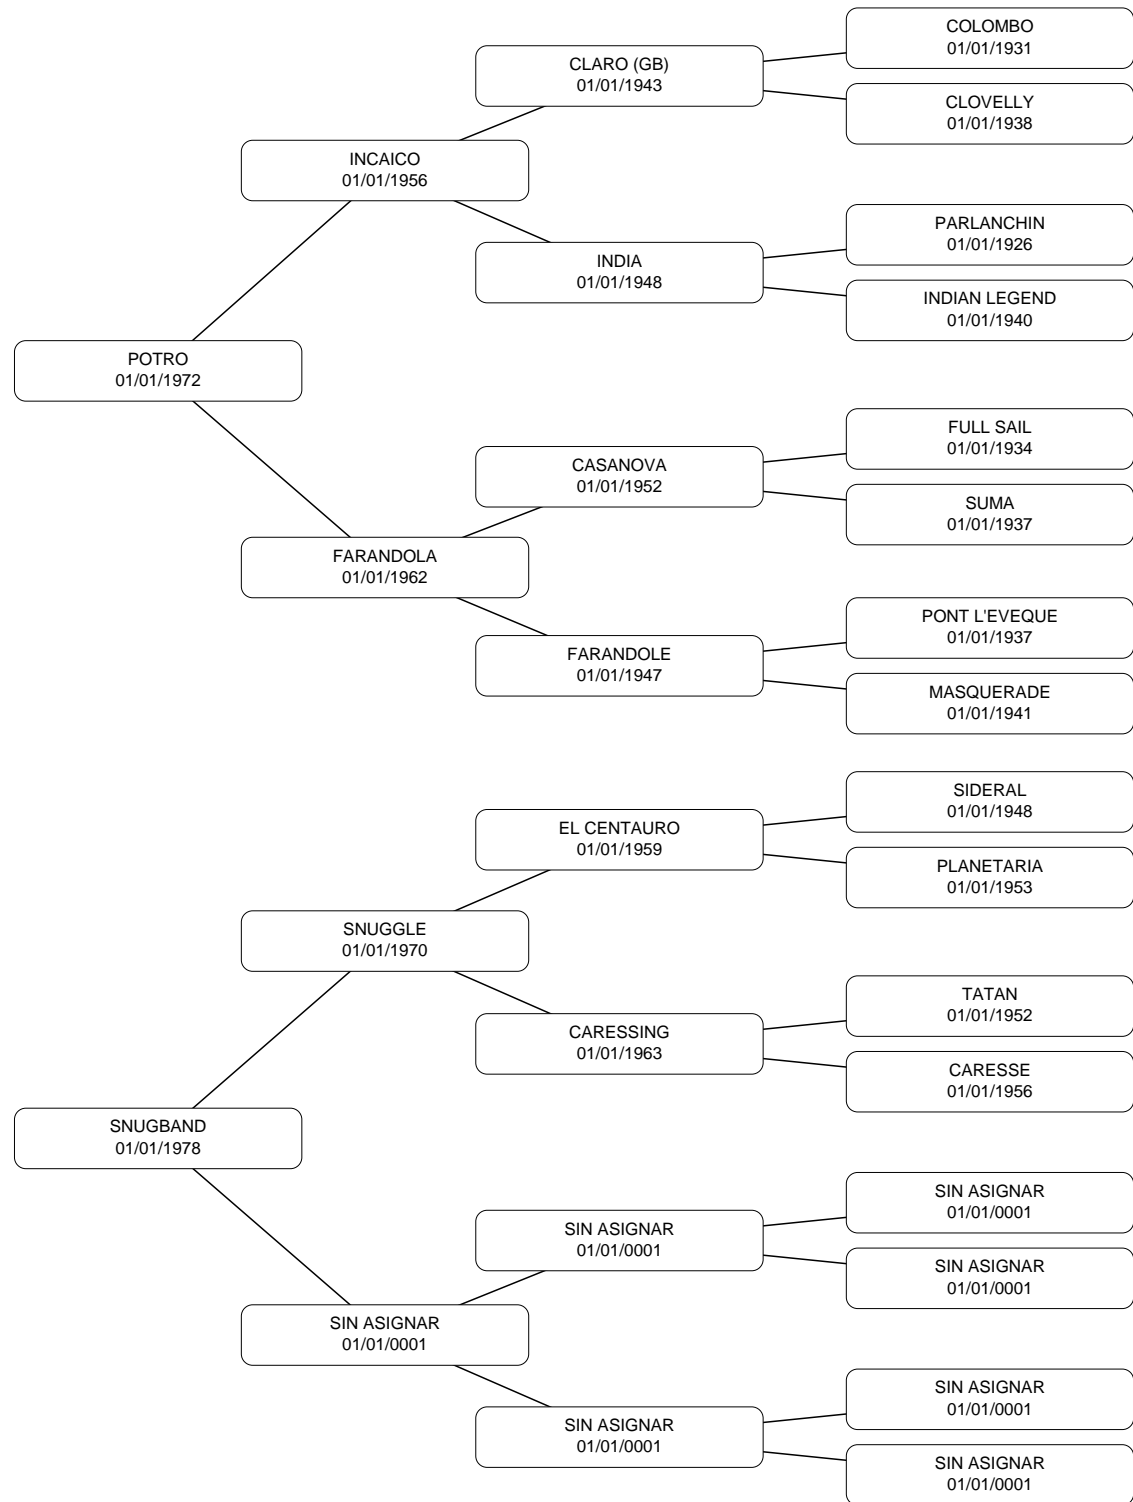 COLOMBO
01/01/1931
CLARO (GB)
01/01/1943
CLOVELLY
01/01/1938
INCAICO
01/01/1956
PARLANCHIN
01/01/1926
INDIA
01/01/1948
INDIAN LEGEND
01/01/1940
POTRO
01/01/1972
FULL SAIL
01/01/1934
CASANOVA
01/01/1952
SUMA
01/01/1937
FARANDOLA
01/01/1962
PONT L'EVEQUE
01/01/1937
FARANDOLE
01/01/1947
MASQUERADE
01/01/1941
SIDERAL
01/01/1948
EL CENTAURO
01/01/1959
PLANETARIA
01/01/1953
SNUGGLE
01/01/1970
TATAN
01/01/1952
CARESSING
01/01/1963
CARESSE
01/01/1956
SNUGBAND
01/01/1978
SIN ASIGNAR
01/01/0001
SIN ASIGNAR
01/01/0001
SIN ASIGNAR
01/01/0001
SIN ASIGNAR
01/01/0001
SIN ASIGNAR
01/01/0001
SIN ASIGNAR
01/01/0001
SIN ASIGNAR
01/01/0001